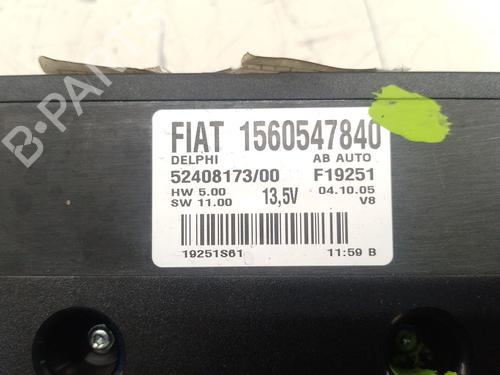 B-PARTS
FIAT 1560547840
DELPHI AB AUTO
52408173/00 F19251
HW 5.00 13,5V 04.10.05
SW 11.00 V8
19251S61 11:59 B